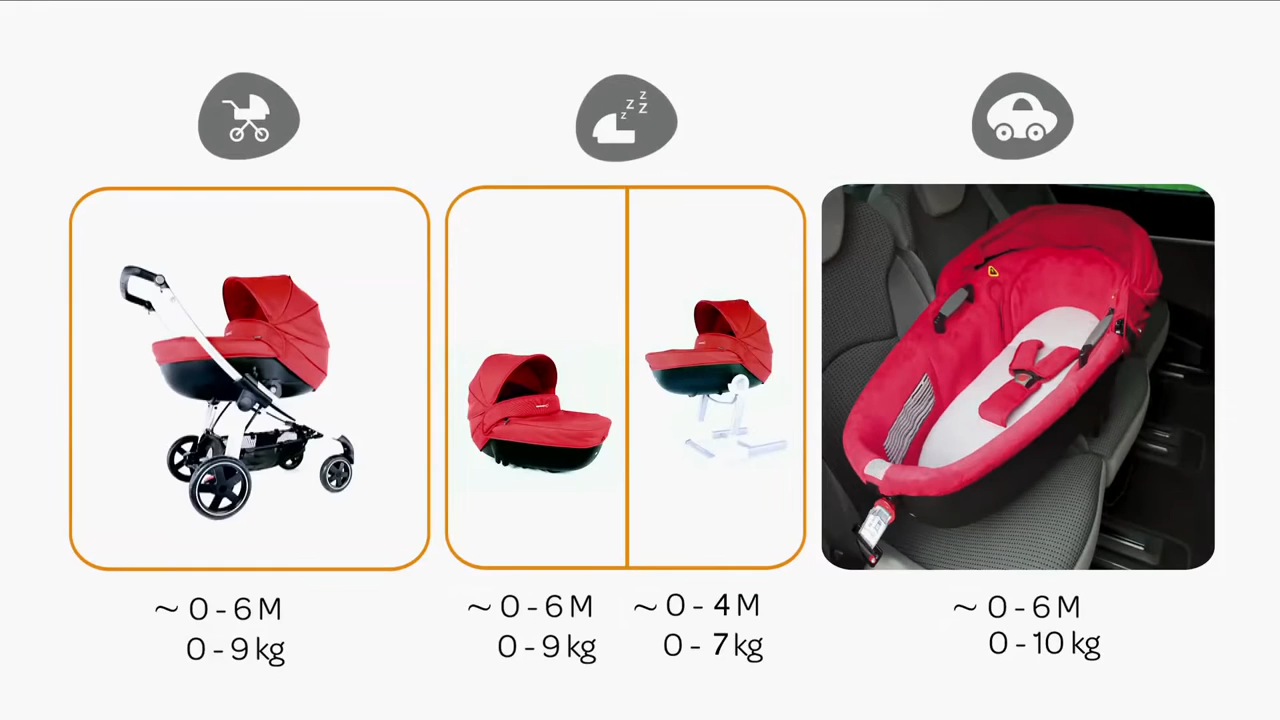 z z z
~ 0 - 6 M
0 - 9 kg
~ 0 - 6 M
0 - 9 kg
~ 0 - 4 M
0 - 7 kg
~ 0 - 6 M
0 - 10 kg